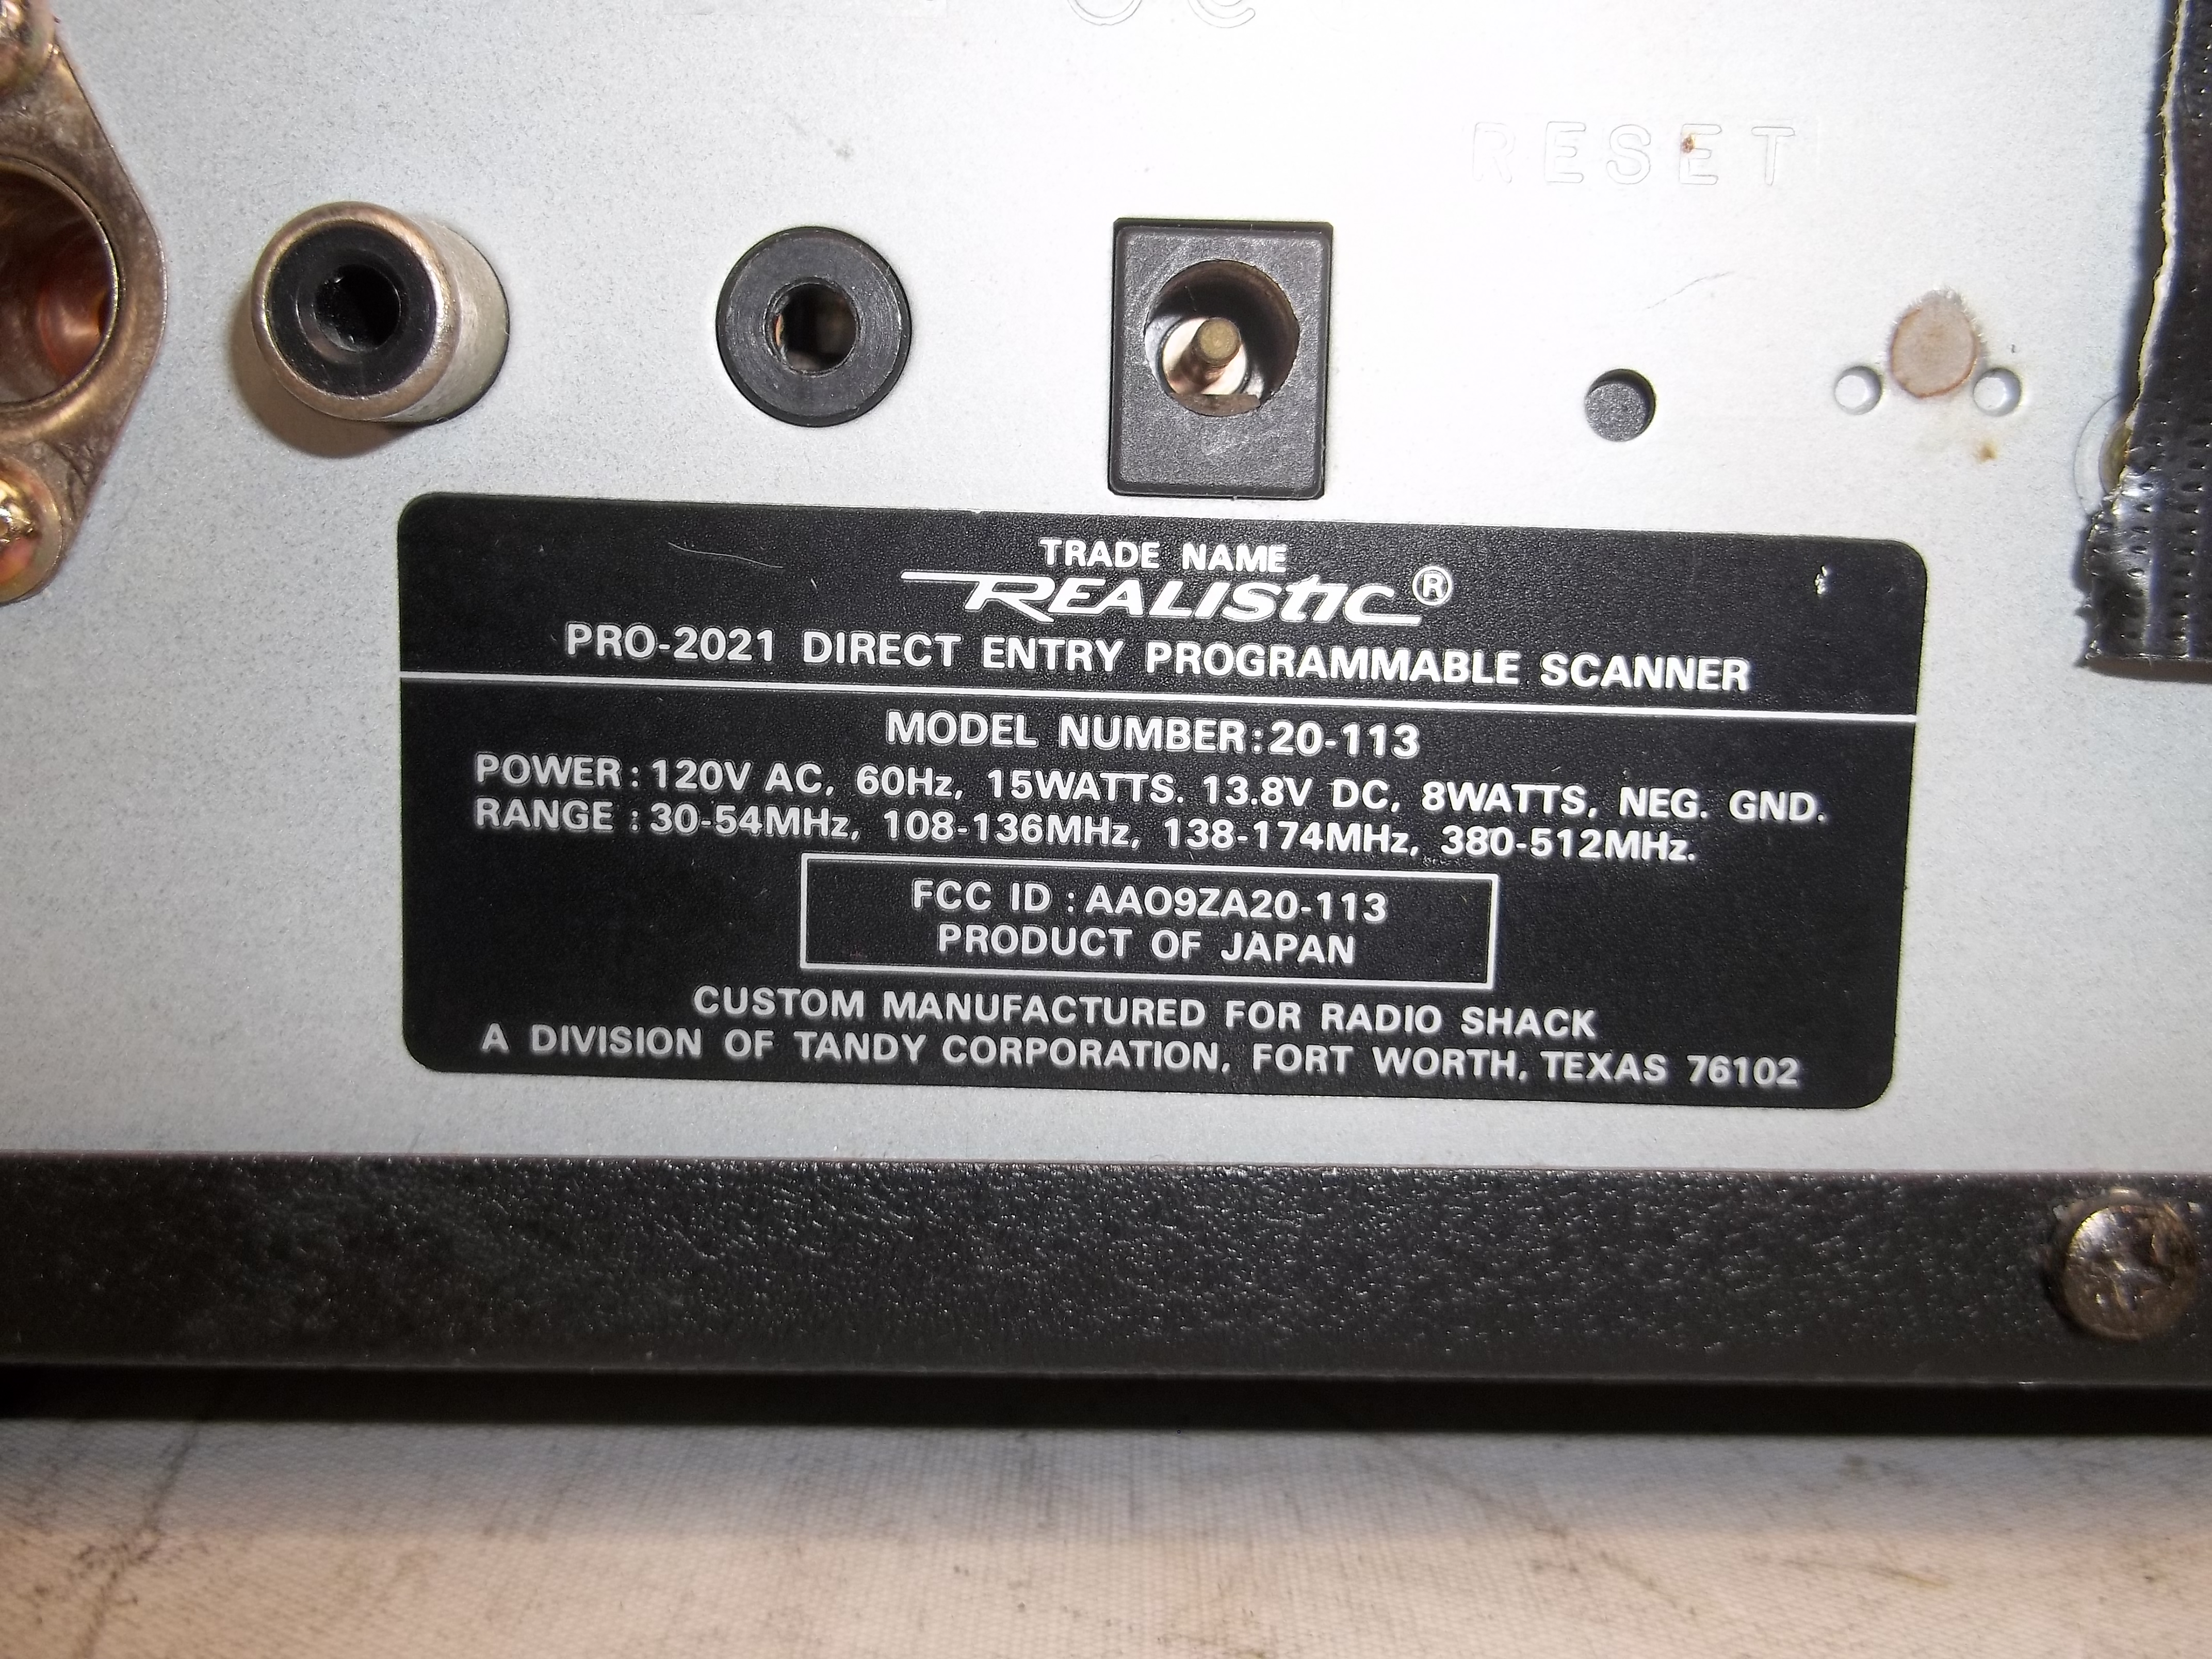 RESET
TRADE NAME
REALISTIC®
PRO-2021 DIRECT ENTRY PROGRAMMABLE SCANNER
MODEL NUMBER:20-113
POWER : 120V AC, 60Hz, 15WATTS. 13.8V DC, 8WATTS, NEG. GND.
RANGE : 30-54MHz, 108-136MHz, 138-174MHz, 380-512MHz.
FCC ID : AAO9ZA20-113
PRODUCT OF JAPAN
CUSTOM MANUFACTURED FOR RADIO SHACK
A DIVISION OF TANDY CORPORATION, FORT WORTH, TEXAS 76102